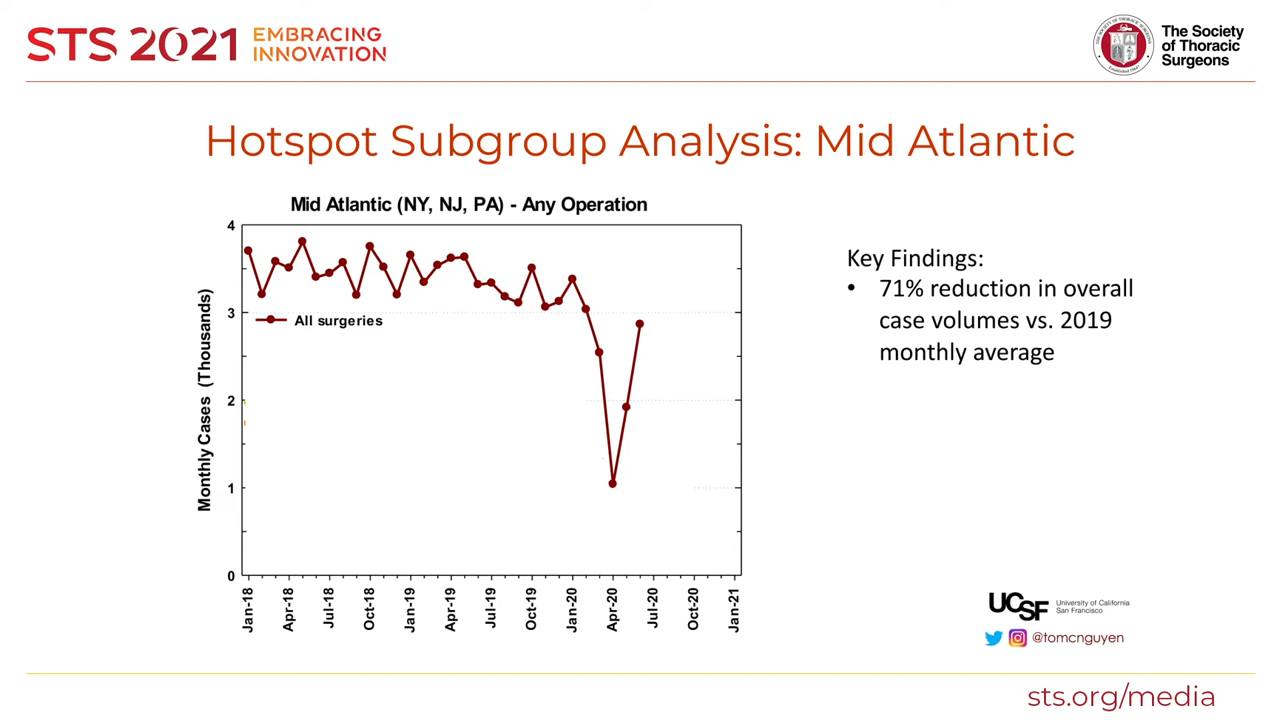 STS 2021 EMBRACING
INNOVATION
The Society
of Thoracic
Surgeons
Hotspot Subgroup Analysis: Mid Atlantic
Mid Atlantic (NY, NJ, PA) - Any Operation
Monthly Cases (Thousands)
4
3
2
1
0
All surgeries
Jan-18
Apr-18
Jul-18
Oct-18
Jan-19
Apr-19
Jul-19
Oct-19
Jan-20
Apr-20
Jul-20
Oct-20
Jan-21
Key Findings:
• 71% reduction in overall
case volumes vs. 2019
monthly average
UCSF University of California
San Francisco
@tomcnguyen
sts.org/media